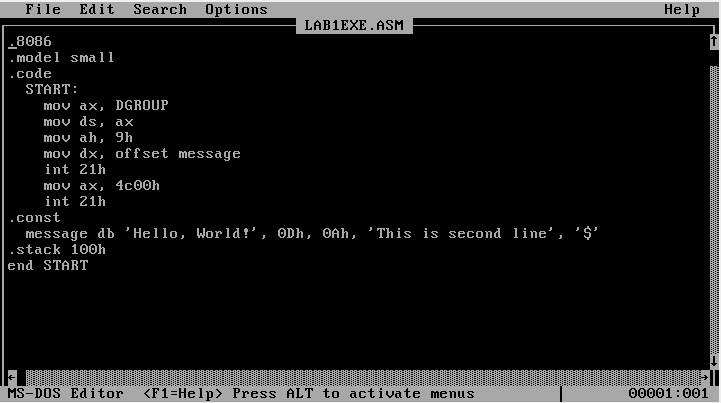 File Edit Search Options Help
LAB1EXE.ASM
.8086
.model small
.code
  START:
    mov ax, DGROUP
    mov ds, ax
    mov ah, 9h
    mov dx, offset message
    int 21h
    mov ax, 4c00h
    int 21h
.const
  message db 'Hello, World!', 0Dh, 0Ah, 'This is second line', '$'
.stack 100h
end START
MS-DOS Editor <F1=Help> Press ALT to activate menus 00001:001